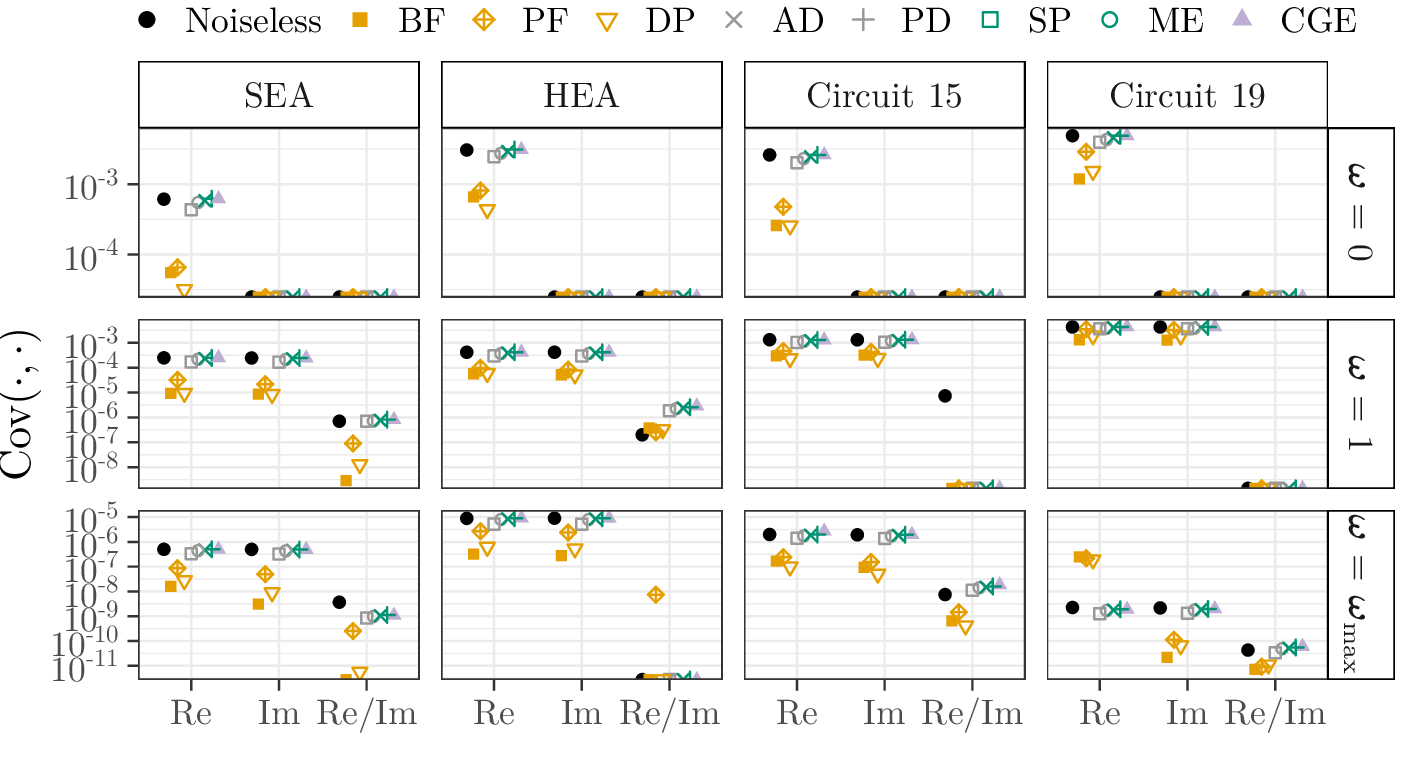 Noiseless BF PF DP AD PD SP ME CGE
SEA HEA Circuit 15 Circuit 19
Cov(·, ·)
10^-3
10^-4
ε = 0
10^-3
10^-4
10^-5
10^-6
10^-7
10^-8
ε = 1
10^-5
10^-6
10^-7
10^-8
10^-9
10^-10
10^-11
ε = ε_max
Re Im Re/Im Re Im Re/Im Re Im Re/Im Re Im Re/Im